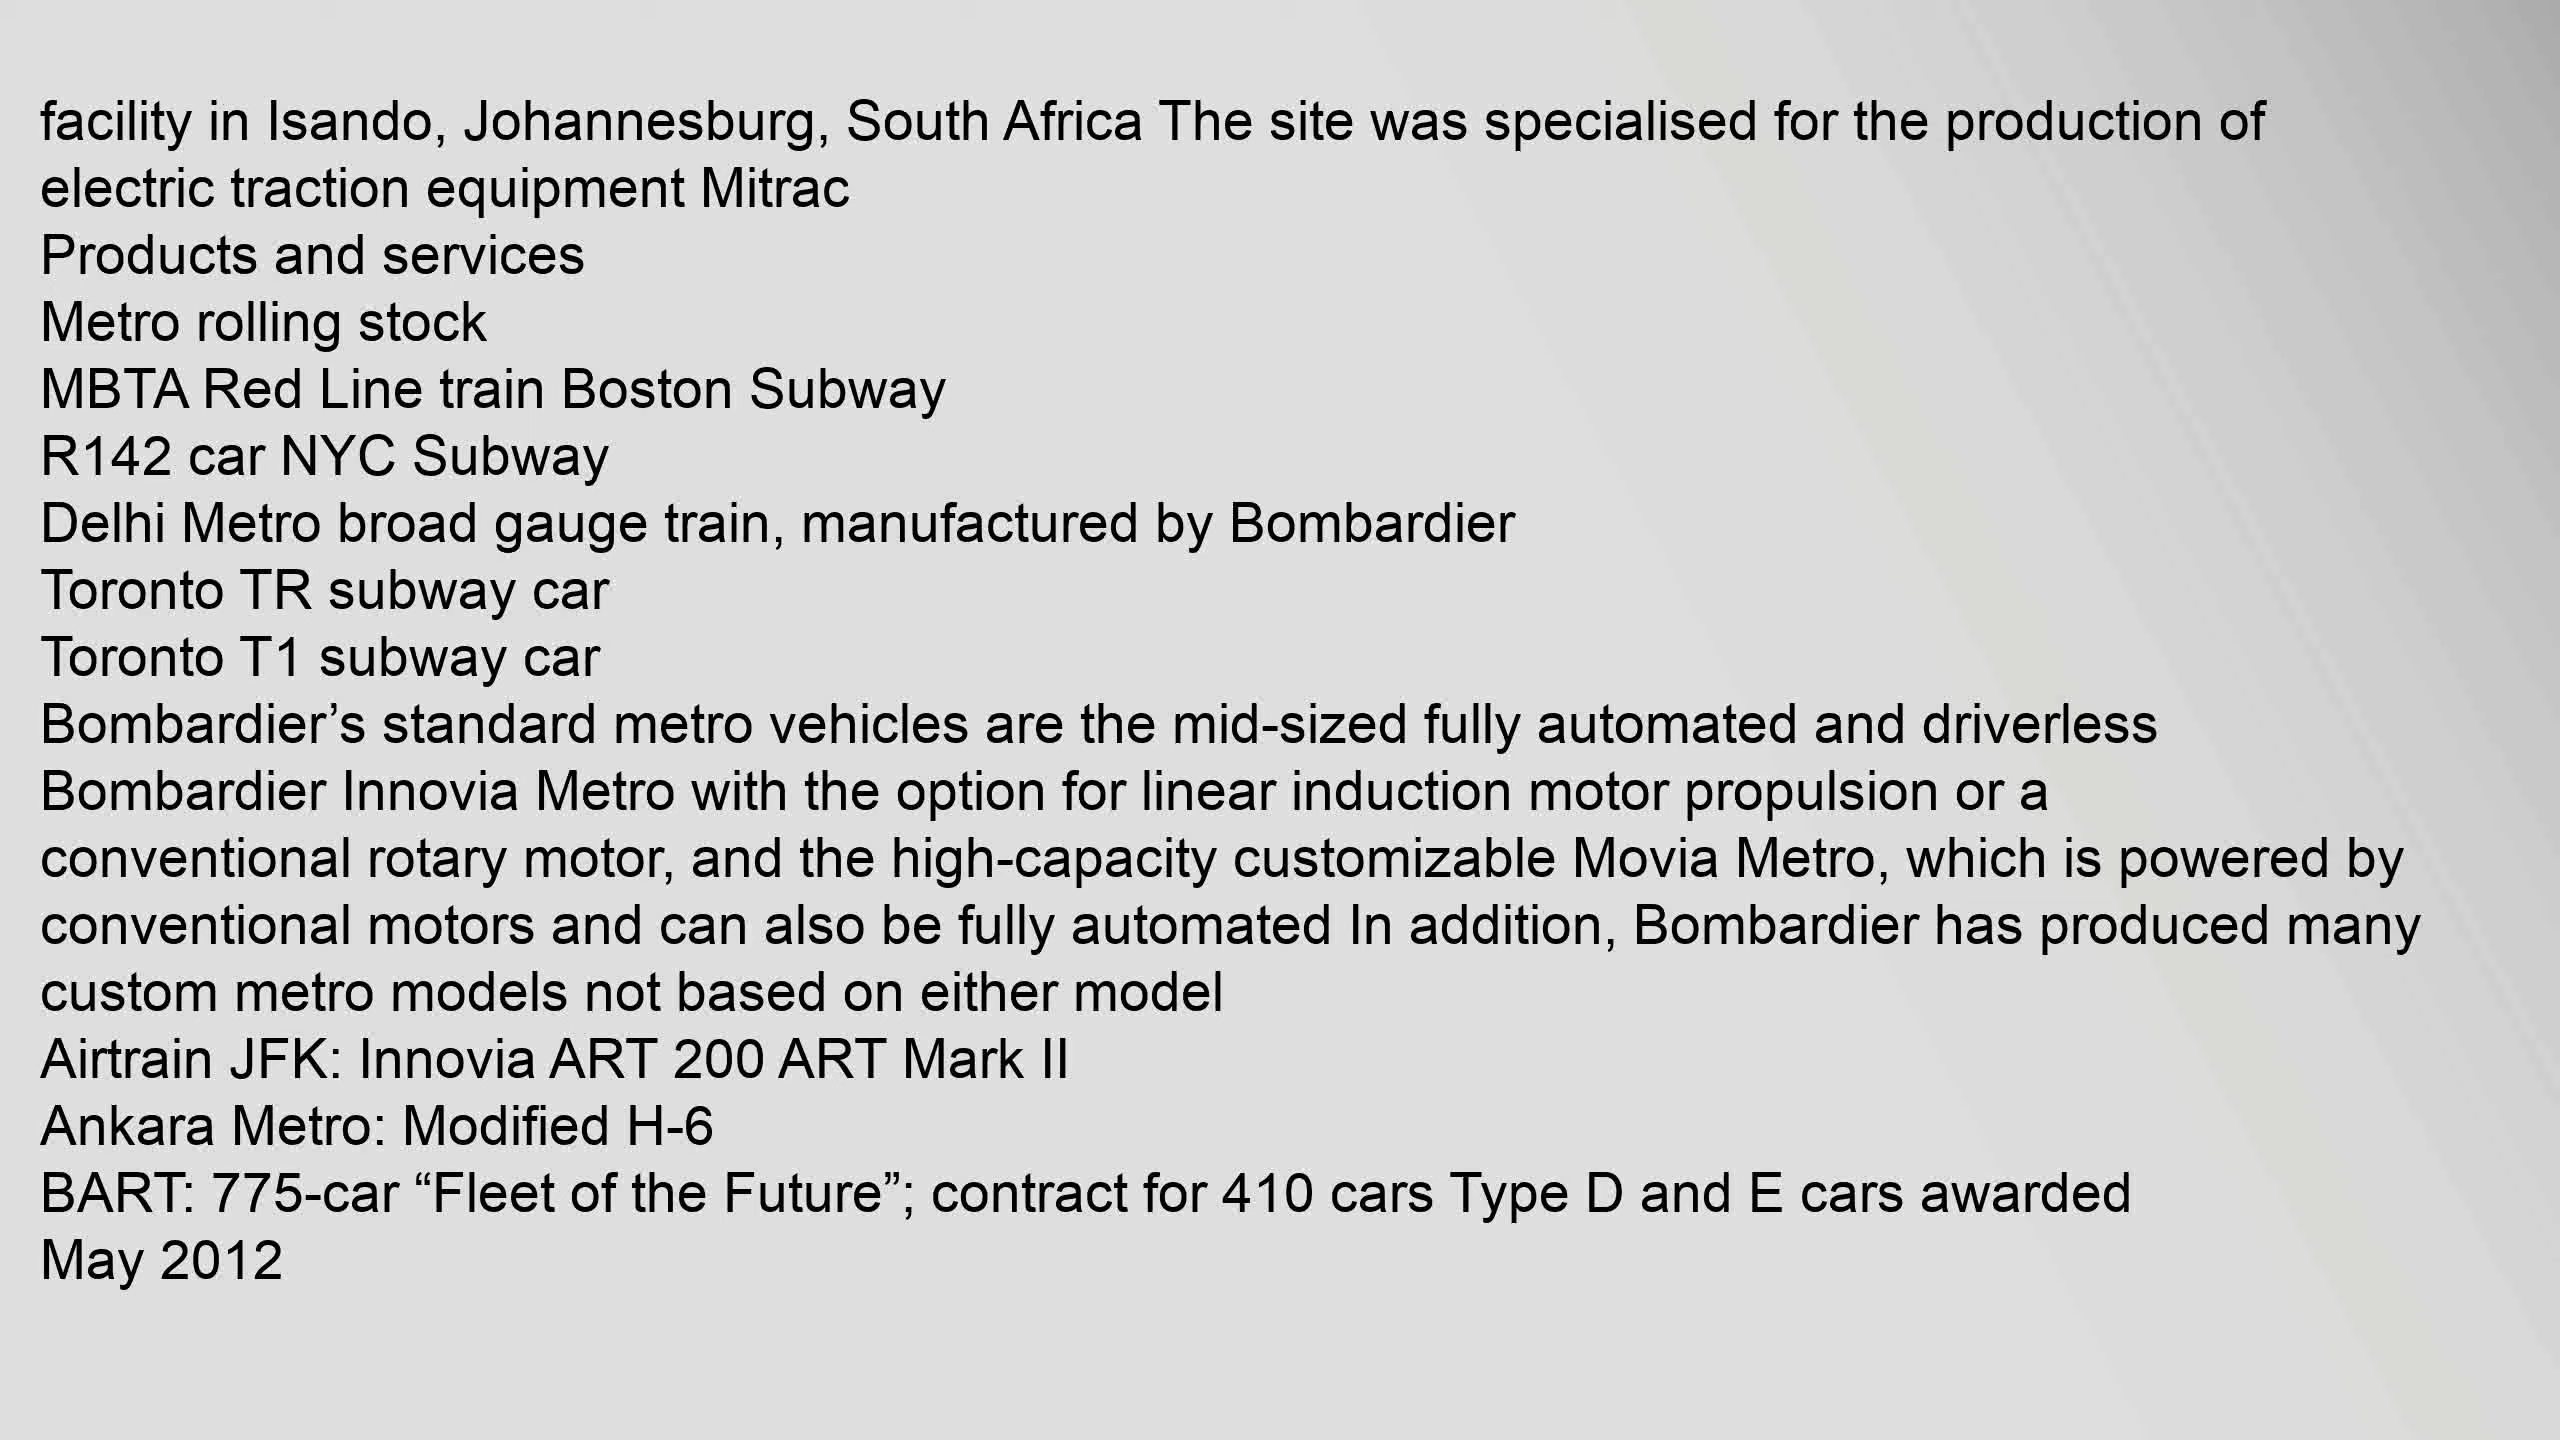 facility in Isando, Johannesburg, South Africa The site was specialised for the production of
electric traction equipment Mitrac
Products and services
Metro rolling stock
MBTA Red Line train Boston Subway
R142 car NYC Subway
Delhi Metro broad gauge train, manufactured by Bombardier
Toronto TR subway car
Toronto T1 subway car
Bombardier’s standard metro vehicles are the mid-sized fully automated and driverless
Bombardier Innovia Metro with the option for linear induction motor propulsion or a
conventional rotary motor, and the high-capacity customizable Movia Metro, which is powered by
conventional motors and can also be fully automated In addition, Bombardier has produced many
custom metro models not based on either model
Airtrain JFK: Innovia ART 200 ART Mark II
Ankara Metro: Modified H-6
BART: 775-car “Fleet of the Future”; contract for 410 cars Type D and E cars awarded
May 2012